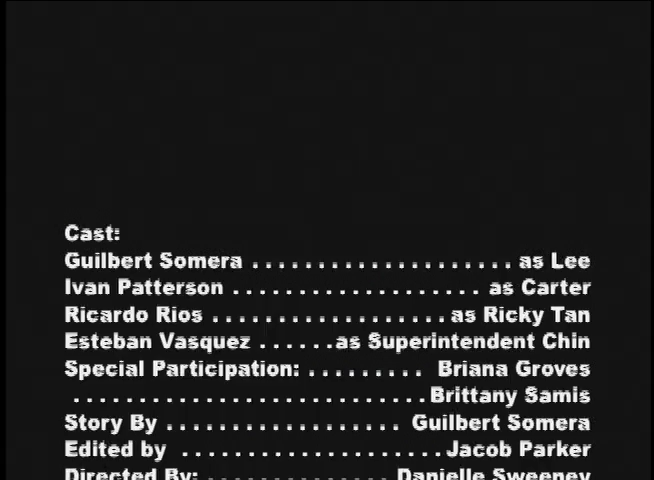 Cast:
Guilbert Somera . . . . . . . . . . . . . . . . . . . . as Lee
Ivan Patterson . . . . . . . . . . . . . . . . . . . as Carter
Ricardo Rios . . . . . . . . . . . . . . . . . . as Ricky Tan
Esteban Vasquez . . . . . .as Superintendent Chin
Special Participation: . . . . . . . . . Briana Groves
. . . . . . . . . . . . . . . . . . . . . . . . . . .Brittany Samis
Story By . . . . . . . . . . . . . . . . . . Guilbert Somera
Edited by . . . . . . . . . . . . . . . . . . . .Jacob Parker
Directed By: . . . . . . . . . . . . . . Danielle Sweeney